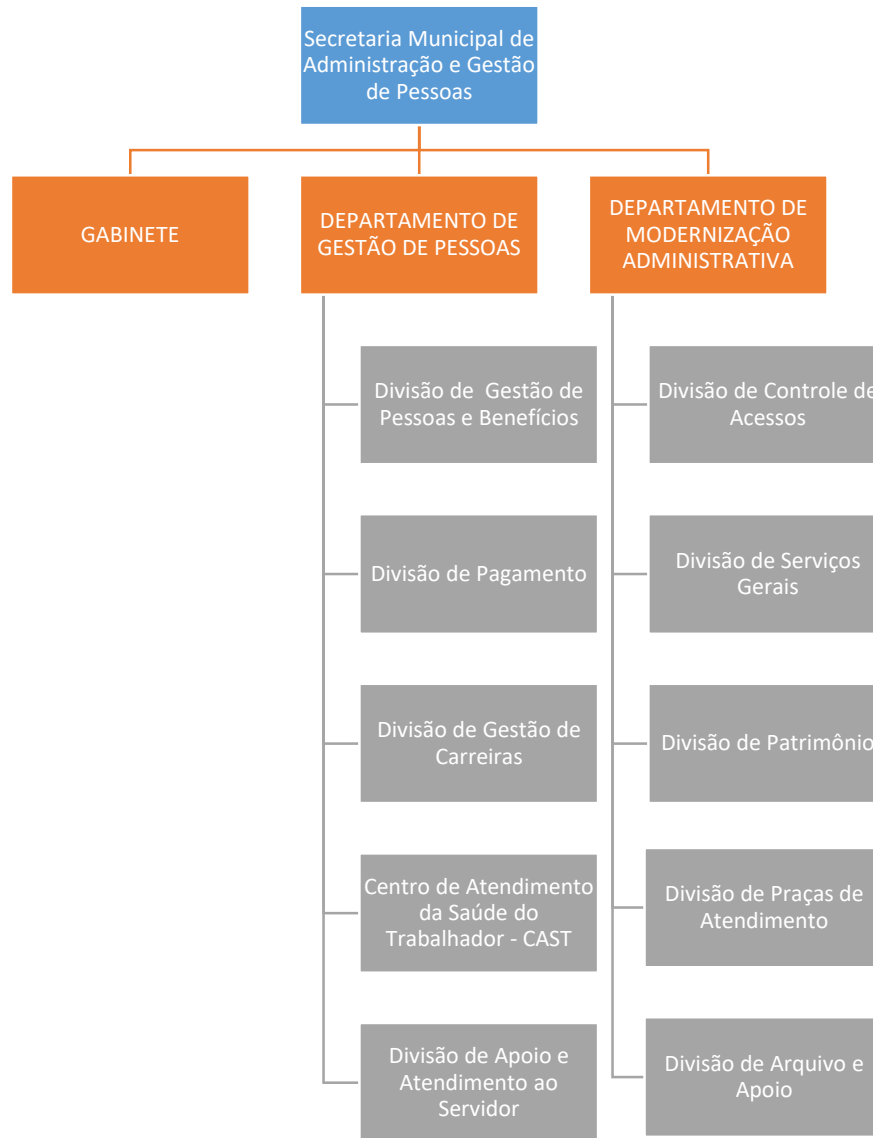 Secretaria Municipal de
Administração e Gestão
de Pessoas
GABINETE
DEPARTAMENTO DE
GESTÃO DE PESSOAS
DEPARTAMENTO DE
MODERNIZAÇÃO
ADMINISTRATIVA
Divisão de Gestão de
Pessoas e Benefícios
Divisão de Pagamento
Divisão de Gestão de
Carreiras
Centro de Atendimento
da Saúde do
Trabalhador - CAST
Divisão de Apoio e
Atendimento ao
Servidor
Divisão de Controle de
Acessos
Divisão de Serviços
Gerais
Divisão de Patrimônio
Divisão de Praças de
Atendimento
Divisão de Arquivo e
Apoio